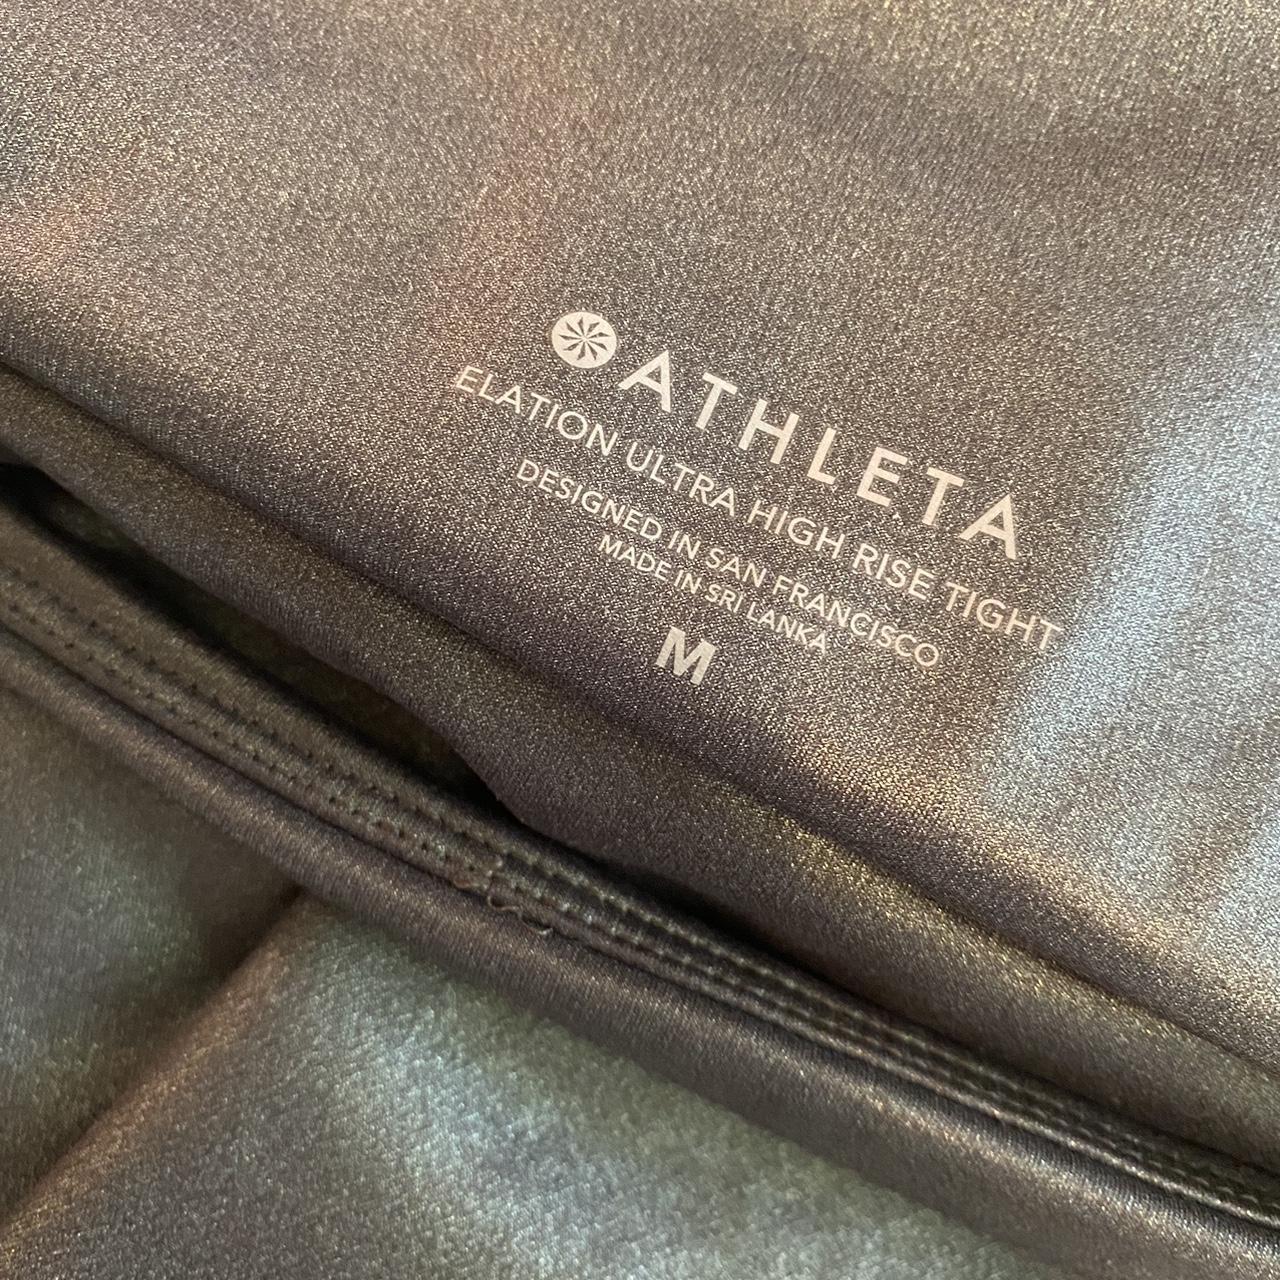 ATHLETA
ELATION ULTRA HIGH RISE TIGHT
DESIGNED IN SAN FRANCISCO
MADE IN SRI LANKA
M